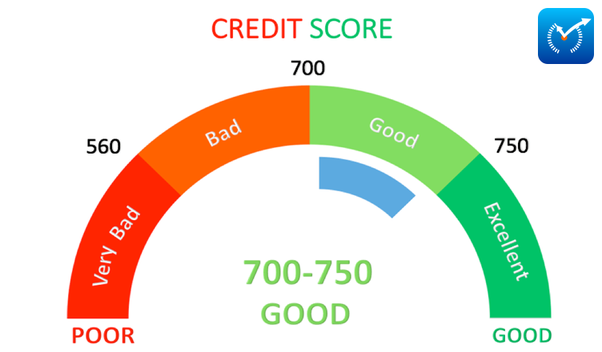 CREDIT SCORE
700
560
750
Very Bad
Bad
Good
Excellent
700-750
GOOD
POOR
GOOD